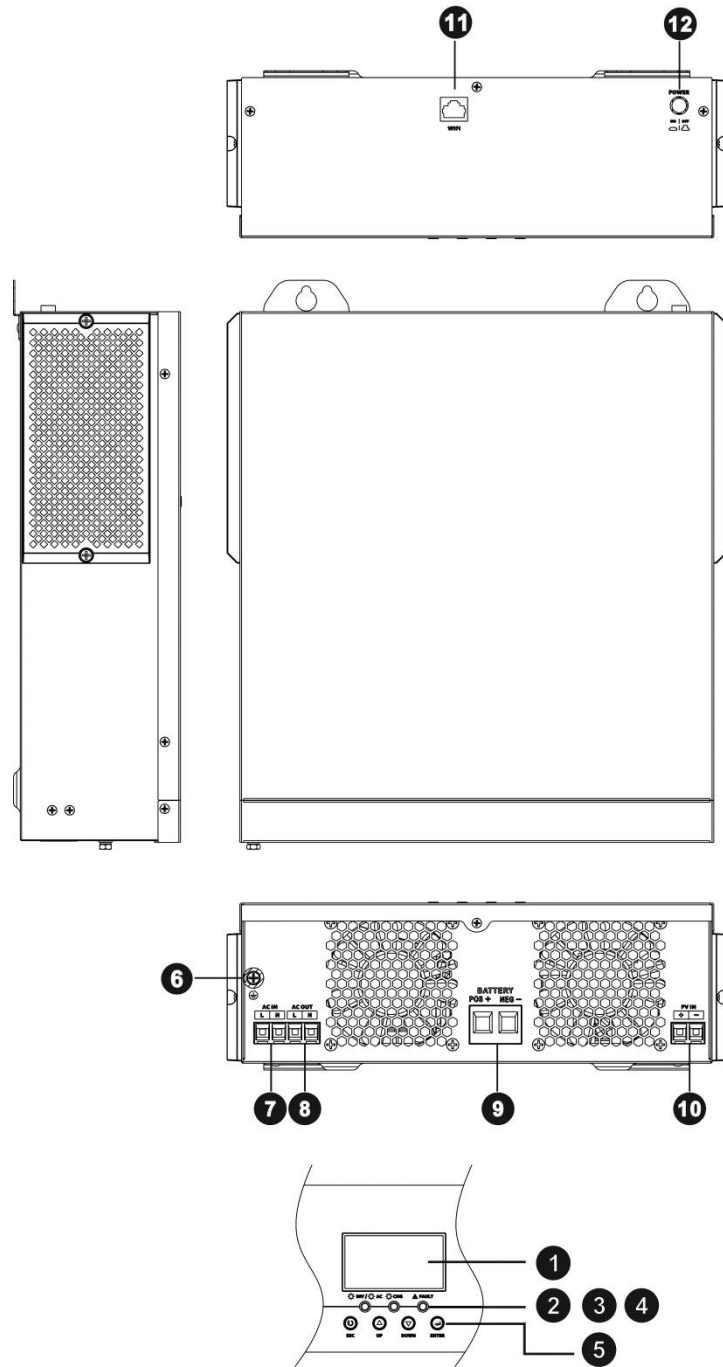 11 12
POWER
ON OFF
WIFI
6
BATTERY
AC IN AC OUT POS + NEG − PV IN
L N L N + −
7 8 9 10
1
INV / AC CHG FAULT
2 3 4
ESC UP DOWN ENTER
5